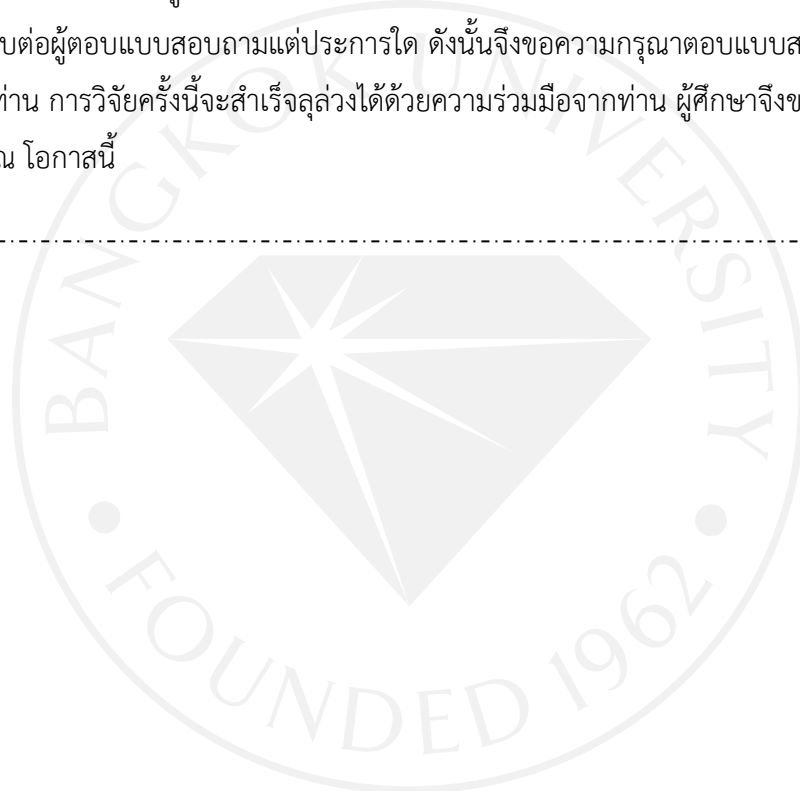 บต่อผู้ตอบแบบสอบถามแต่ประการใด ดังนั้นจึงขอความกรุณาตอบแบบส
ท่าน การวิจัยครั้งนี้จะสำเร็จลุล่วงได้ด้วยความร่วมมือจากท่าน ผู้ศึกษาจึงข
ณ โอกาสนี้
BANGKOK UNIVERSITY
FOUNDED 1962